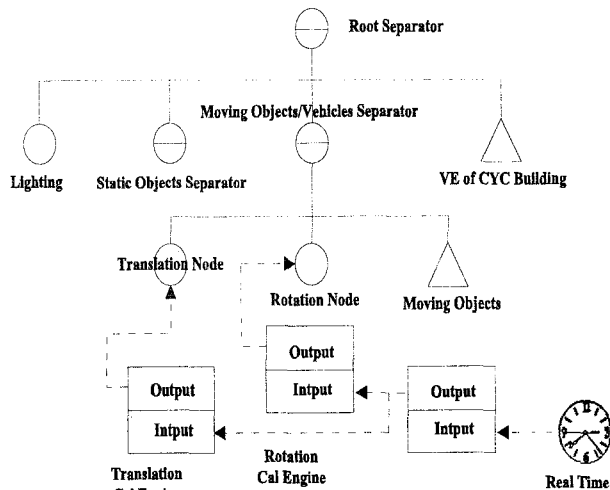 Root Separator
Moving Objects/Vehicles Separator
Lighting
Static Objects Separator
VE of CYC Building
Translation Node
Rotation Node
Moving Objects
Output
Intput
Output
Intput
Output
Intput
Rotation
Cal Engine
Translation
Real Time